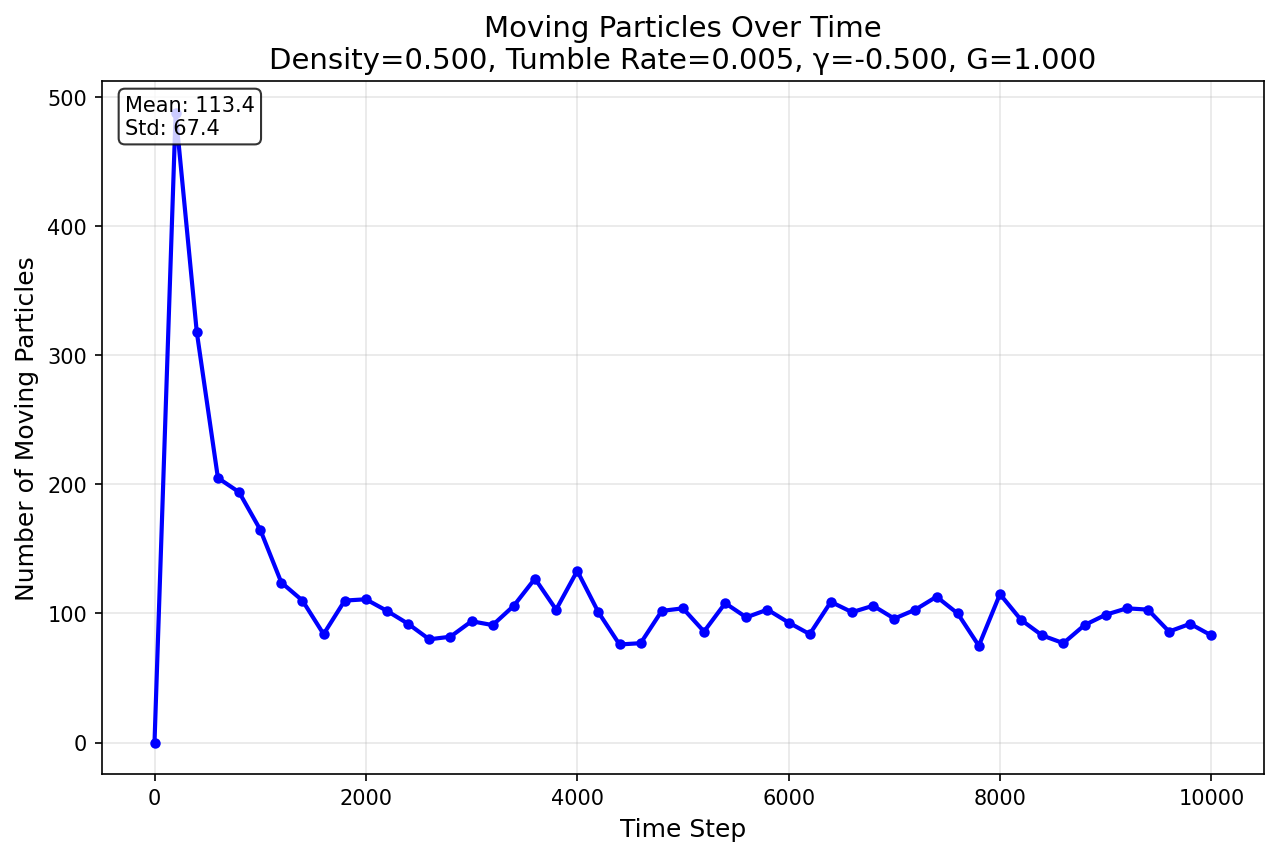 Moving Particles Over Time
Density=0.500, Tumble Rate=0.005, γ=-0.500, G=1.000
Mean: 113.4
Std: 67.4
Number of Moving Particles
500
400
300
200
100
0
0 2000 4000 6000 8000 10000
Time Step